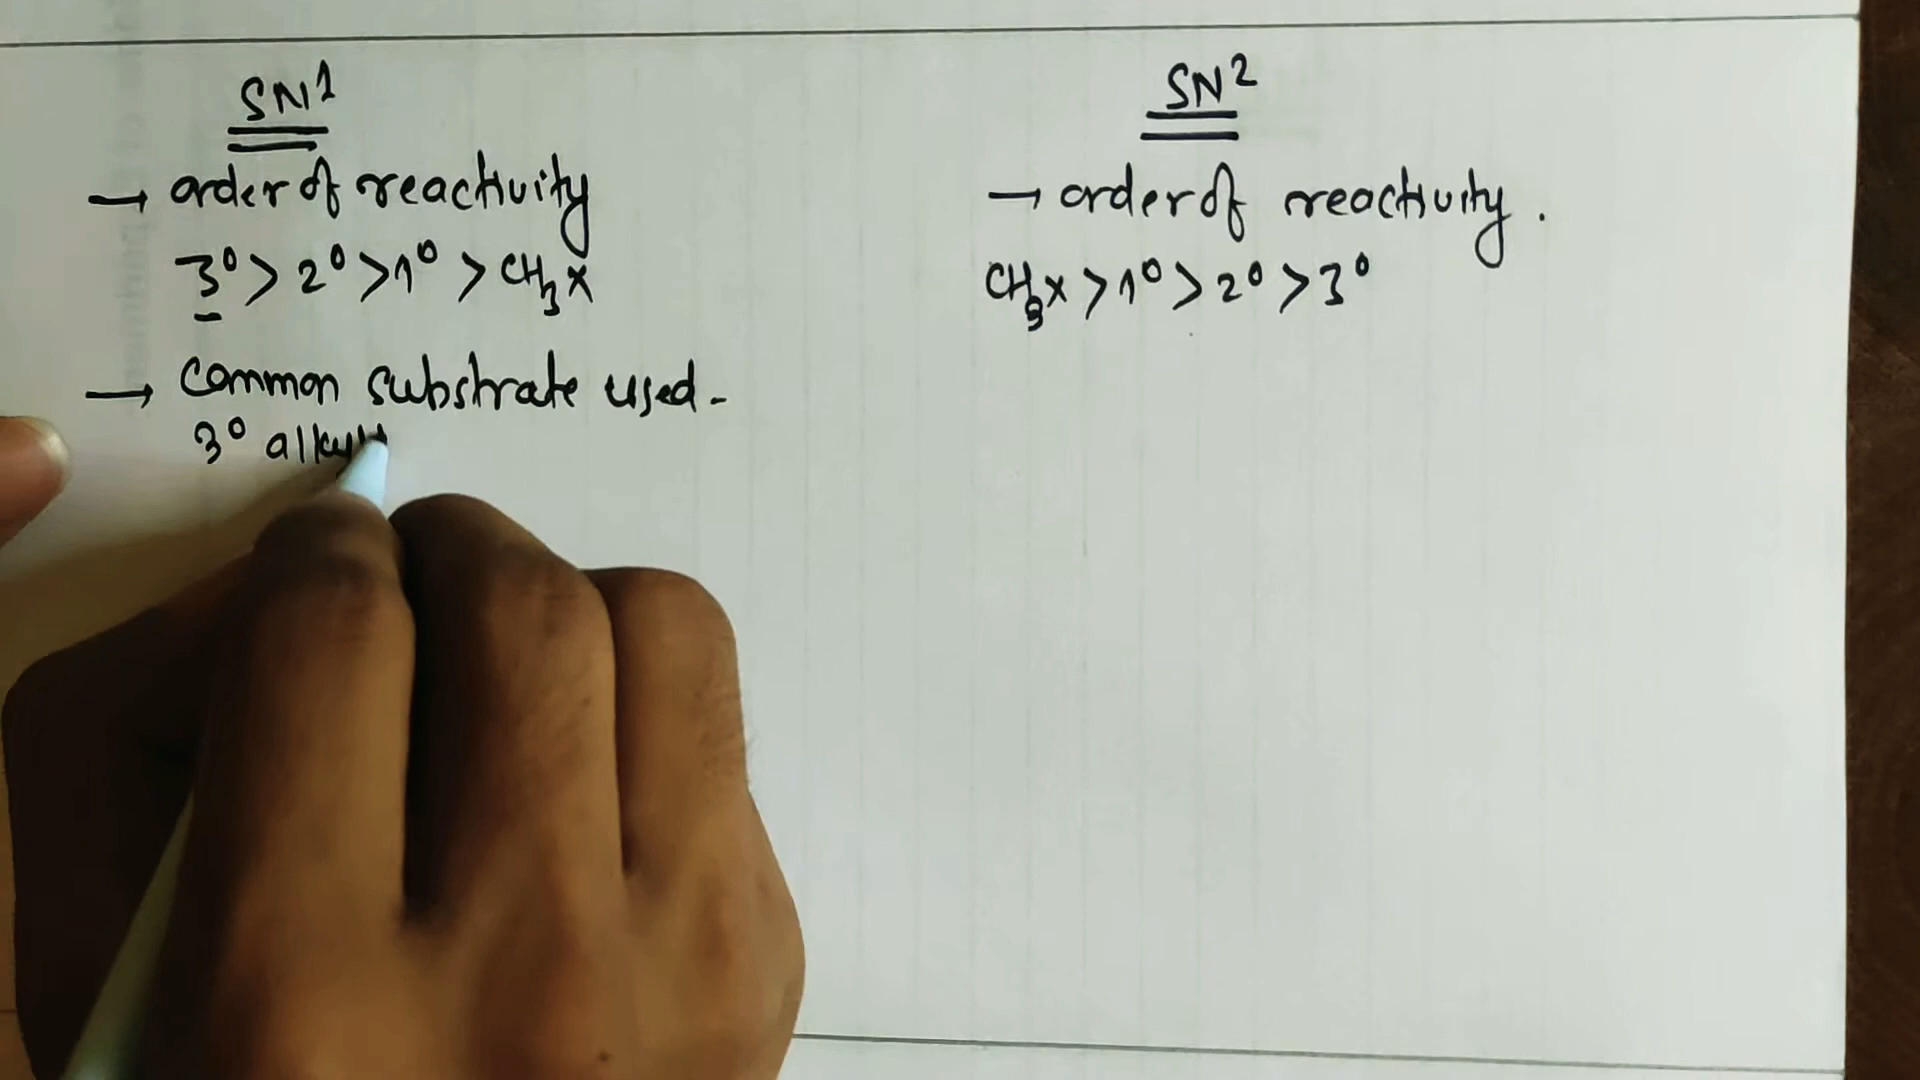 SN1
→ order of reactivity
3° > 2° > 1° > CH3X
→ common substrate used -
3° alkyl
SN2
→ order of reactivity.
CH3X > 1° > 2° > 3°